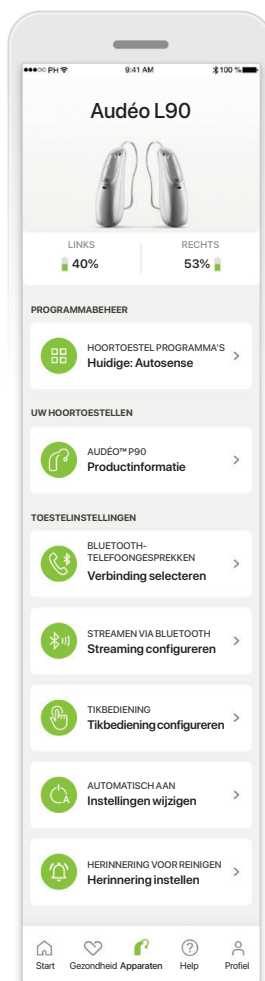 PH 9:41 AM 100 %
Audéo L90
LINKS RECHTS
40% 53%
PROGRAMMABEHEER
HOORTOESTEL PROGRAMMA'S
Huidige: Autosense
UW HOORTOESTELLEN
AUDÉO™ P90
Productinformatie
TOESTELINSTELLINGEN
BLUETOOTH-
TELEFOONGESPREKKEN
Verbinding selecteren
STREAMEN VIA BLUETOOTH
Streaming configureren
TIKBEDIENING
Tikbediening configureren
AUTOMATISCH AAN
Instellingen wijzigen
HERINNERING VOOR REINIGEN
Herinnering instellen
Start Gezondheid Apparaten Help Profiel